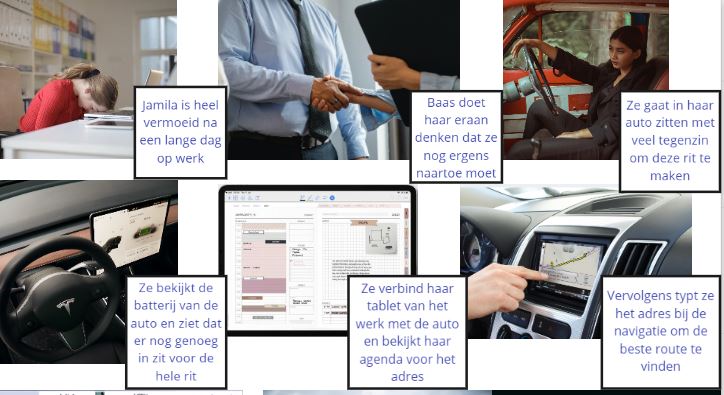 Jamila is heel
vermoeid na
een lange dag
op werk
Baas doet
haar eraan
denken dat ze
nog ergens
naartoe moet
Ze gaat in haar
auto zitten met
veel tegenzin
om deze rit te
maken
Ze bekijkt de
batterij van de
auto en ziet dat
er nog genoeg
in zit voor de
hele rit
Ze verbind haar
tablet van het
werk met de auto
en bekijkt haar
agenda voor het
adres
Vervolgens typt ze
het adres bij de
navigatie om de
beste route te
vinden